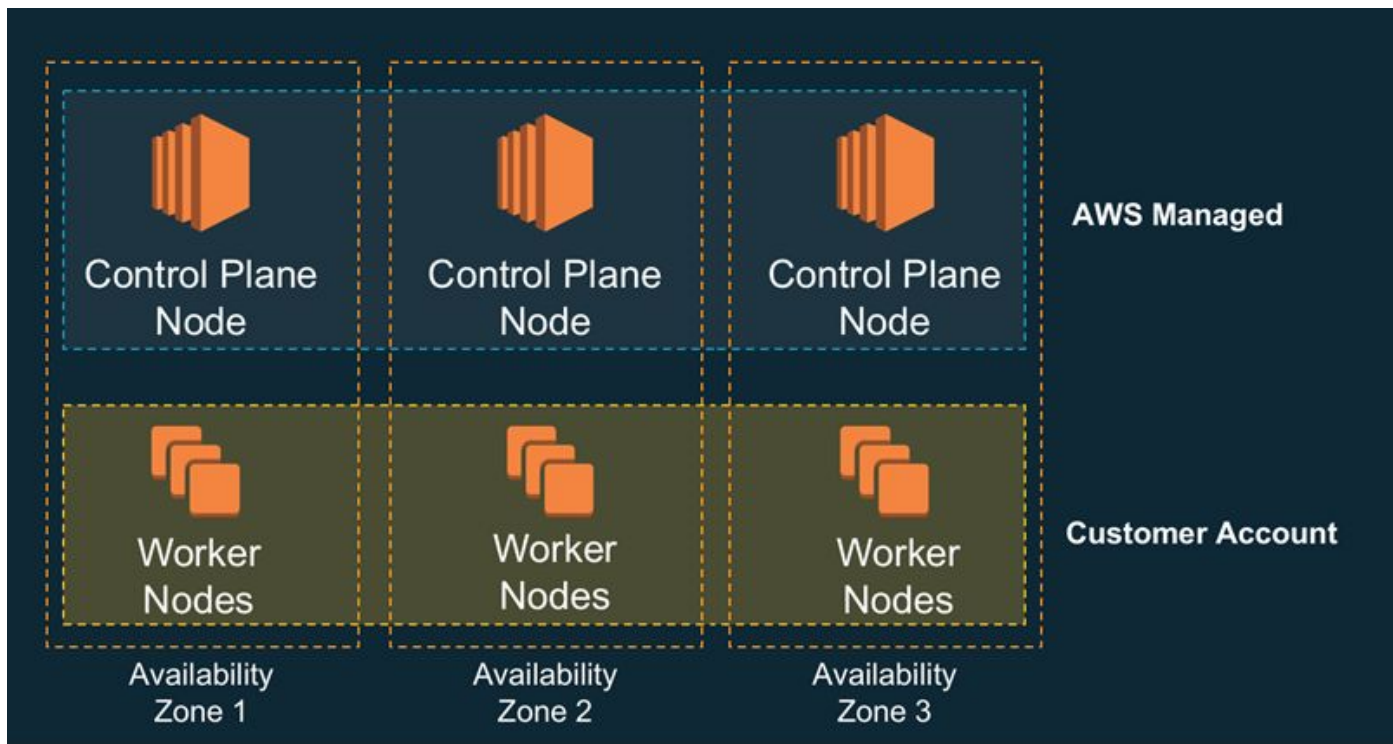 Control Plane
Node
Control Plane
Node
Control Plane
Node
AWS Managed
Worker
Nodes
Worker
Nodes
Worker
Nodes
Customer Account
Availability
Zone 1
Availability
Zone 2
Availability
Zone 3